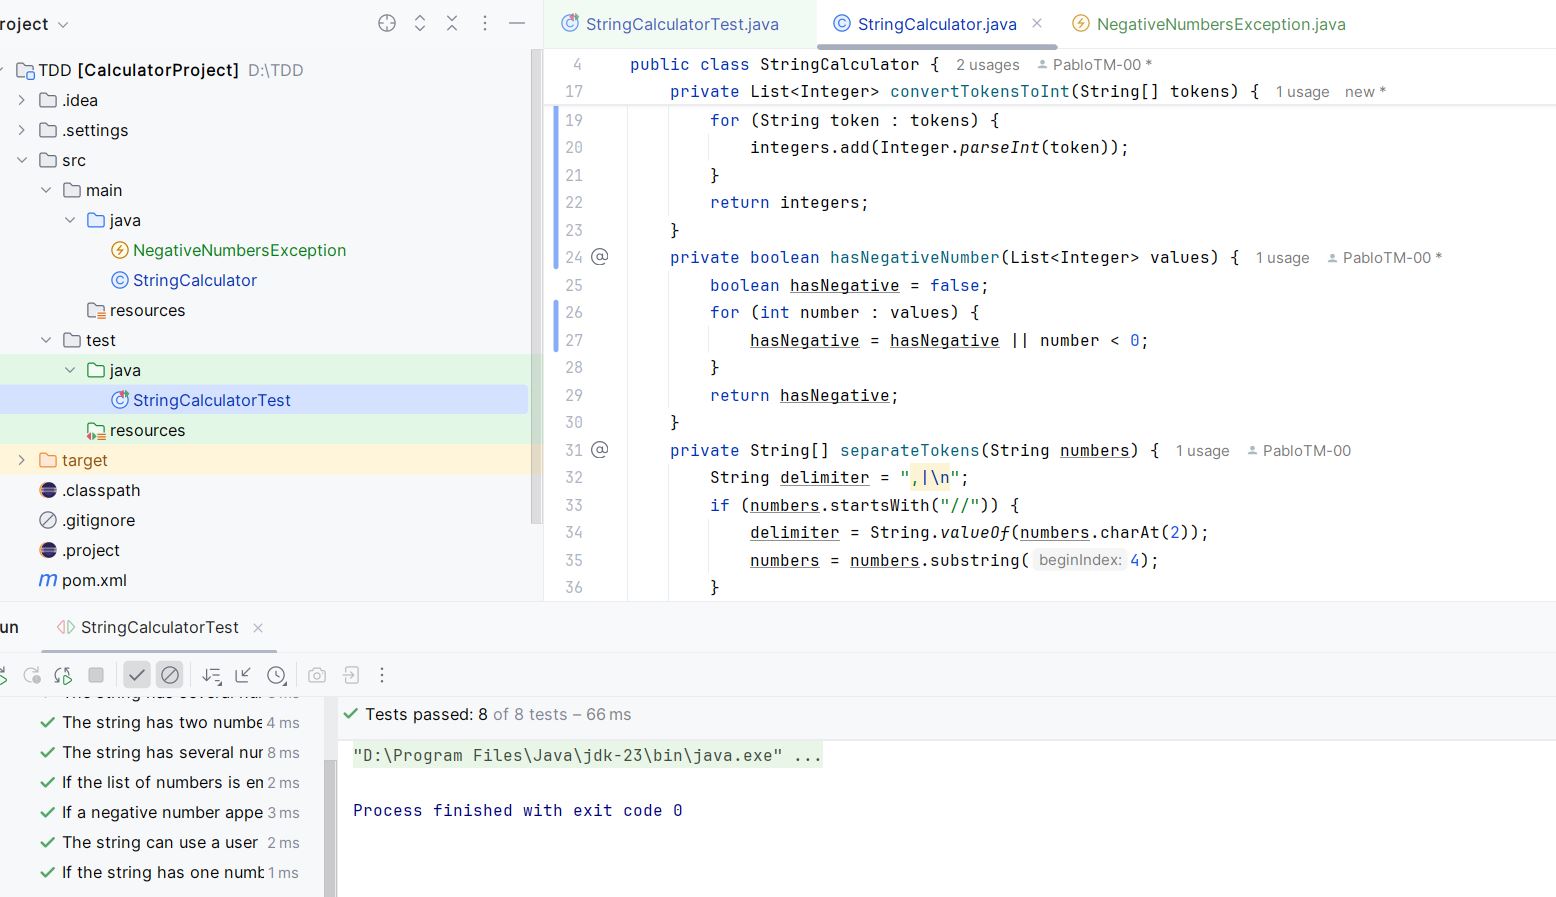 roject
TDD [CalculatorProject] D:\TDD
.idea
.settings
src
main
java
NegativeNumbersException
StringCalculator
resources
test
java
StringCalculatorTest
resources
target
.classpath
.gitignore
.project
m pom.xml
StringCalculatorTest.java
StringCalculator.java
NegativeNumbersException.java
4 public class StringCalculator { 2 usages PabloTM-00 *
17 private List<Integer> convertTokensToInt(String[] tokens) { 1 usage new *
19 for (String token : tokens) {
20 integers.add(Integer.parseInt(token));
21 }
22 return integers;
23 }
24 @ private boolean hasNegativeNumber(List<Integer> values) { 1 usage PabloTM-00 *
25 boolean hasNegative = false;
26 for (int number : values) {
27 hasNegative = hasNegative || number < 0;
28 }
29 return hasNegative;
30 }
31 @ private String[] separateTokens(String numbers) { 1 usage PabloTM-00
32 String delimiter = ",|\n";
33 if (numbers.startsWith("//")) {
34 delimiter = String.valueOf(numbers.charAt(2));
35 numbers = numbers.substring( beginIndex: 4);
36 }
un StringCalculatorTest
The string has two numbe 4 ms
The string has several nur 8 ms
If the list of numbers is en 2 ms
If a negative number appe 3 ms
The string can use a user 2 ms
If the string has one numb 1 ms
Tests passed: 8 of 8 tests – 66 ms
"D:\Program Files\Java\jdk-23\bin\java.exe" ...
Process finished with exit code 0